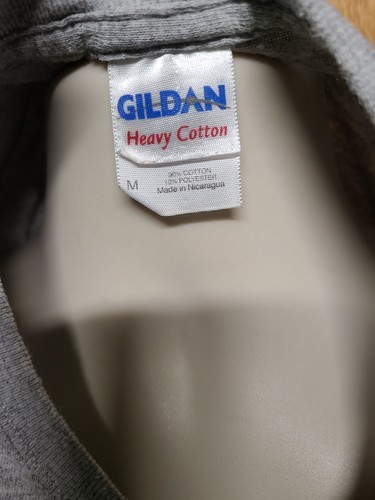 GILDAN
Heavy Cotton
M
90% COTTON
10% POLYESTER
Made in Nicaragua